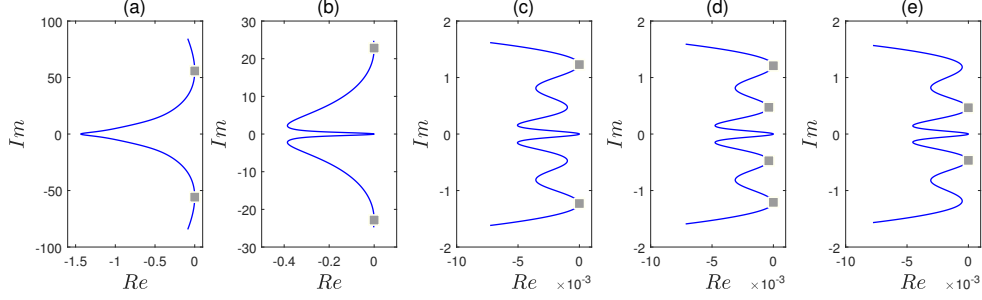 (a) (b) (c) (d) (e)
100 30 2 2 2
20
50 1 1 1
10
Im 0 Im 0 Im 0 Im 0 Im 0
-10
-50 -1 -1 -1
-20
-100 -30 -2 -2 -2
-1.5 -1 -0.5 0 -0.4 -0.2 0 -10 -5 0 -10 -5 0 -10 -5 0
Re Re Re ×10⁻³ Re ×10⁻³ Re ×10⁻³